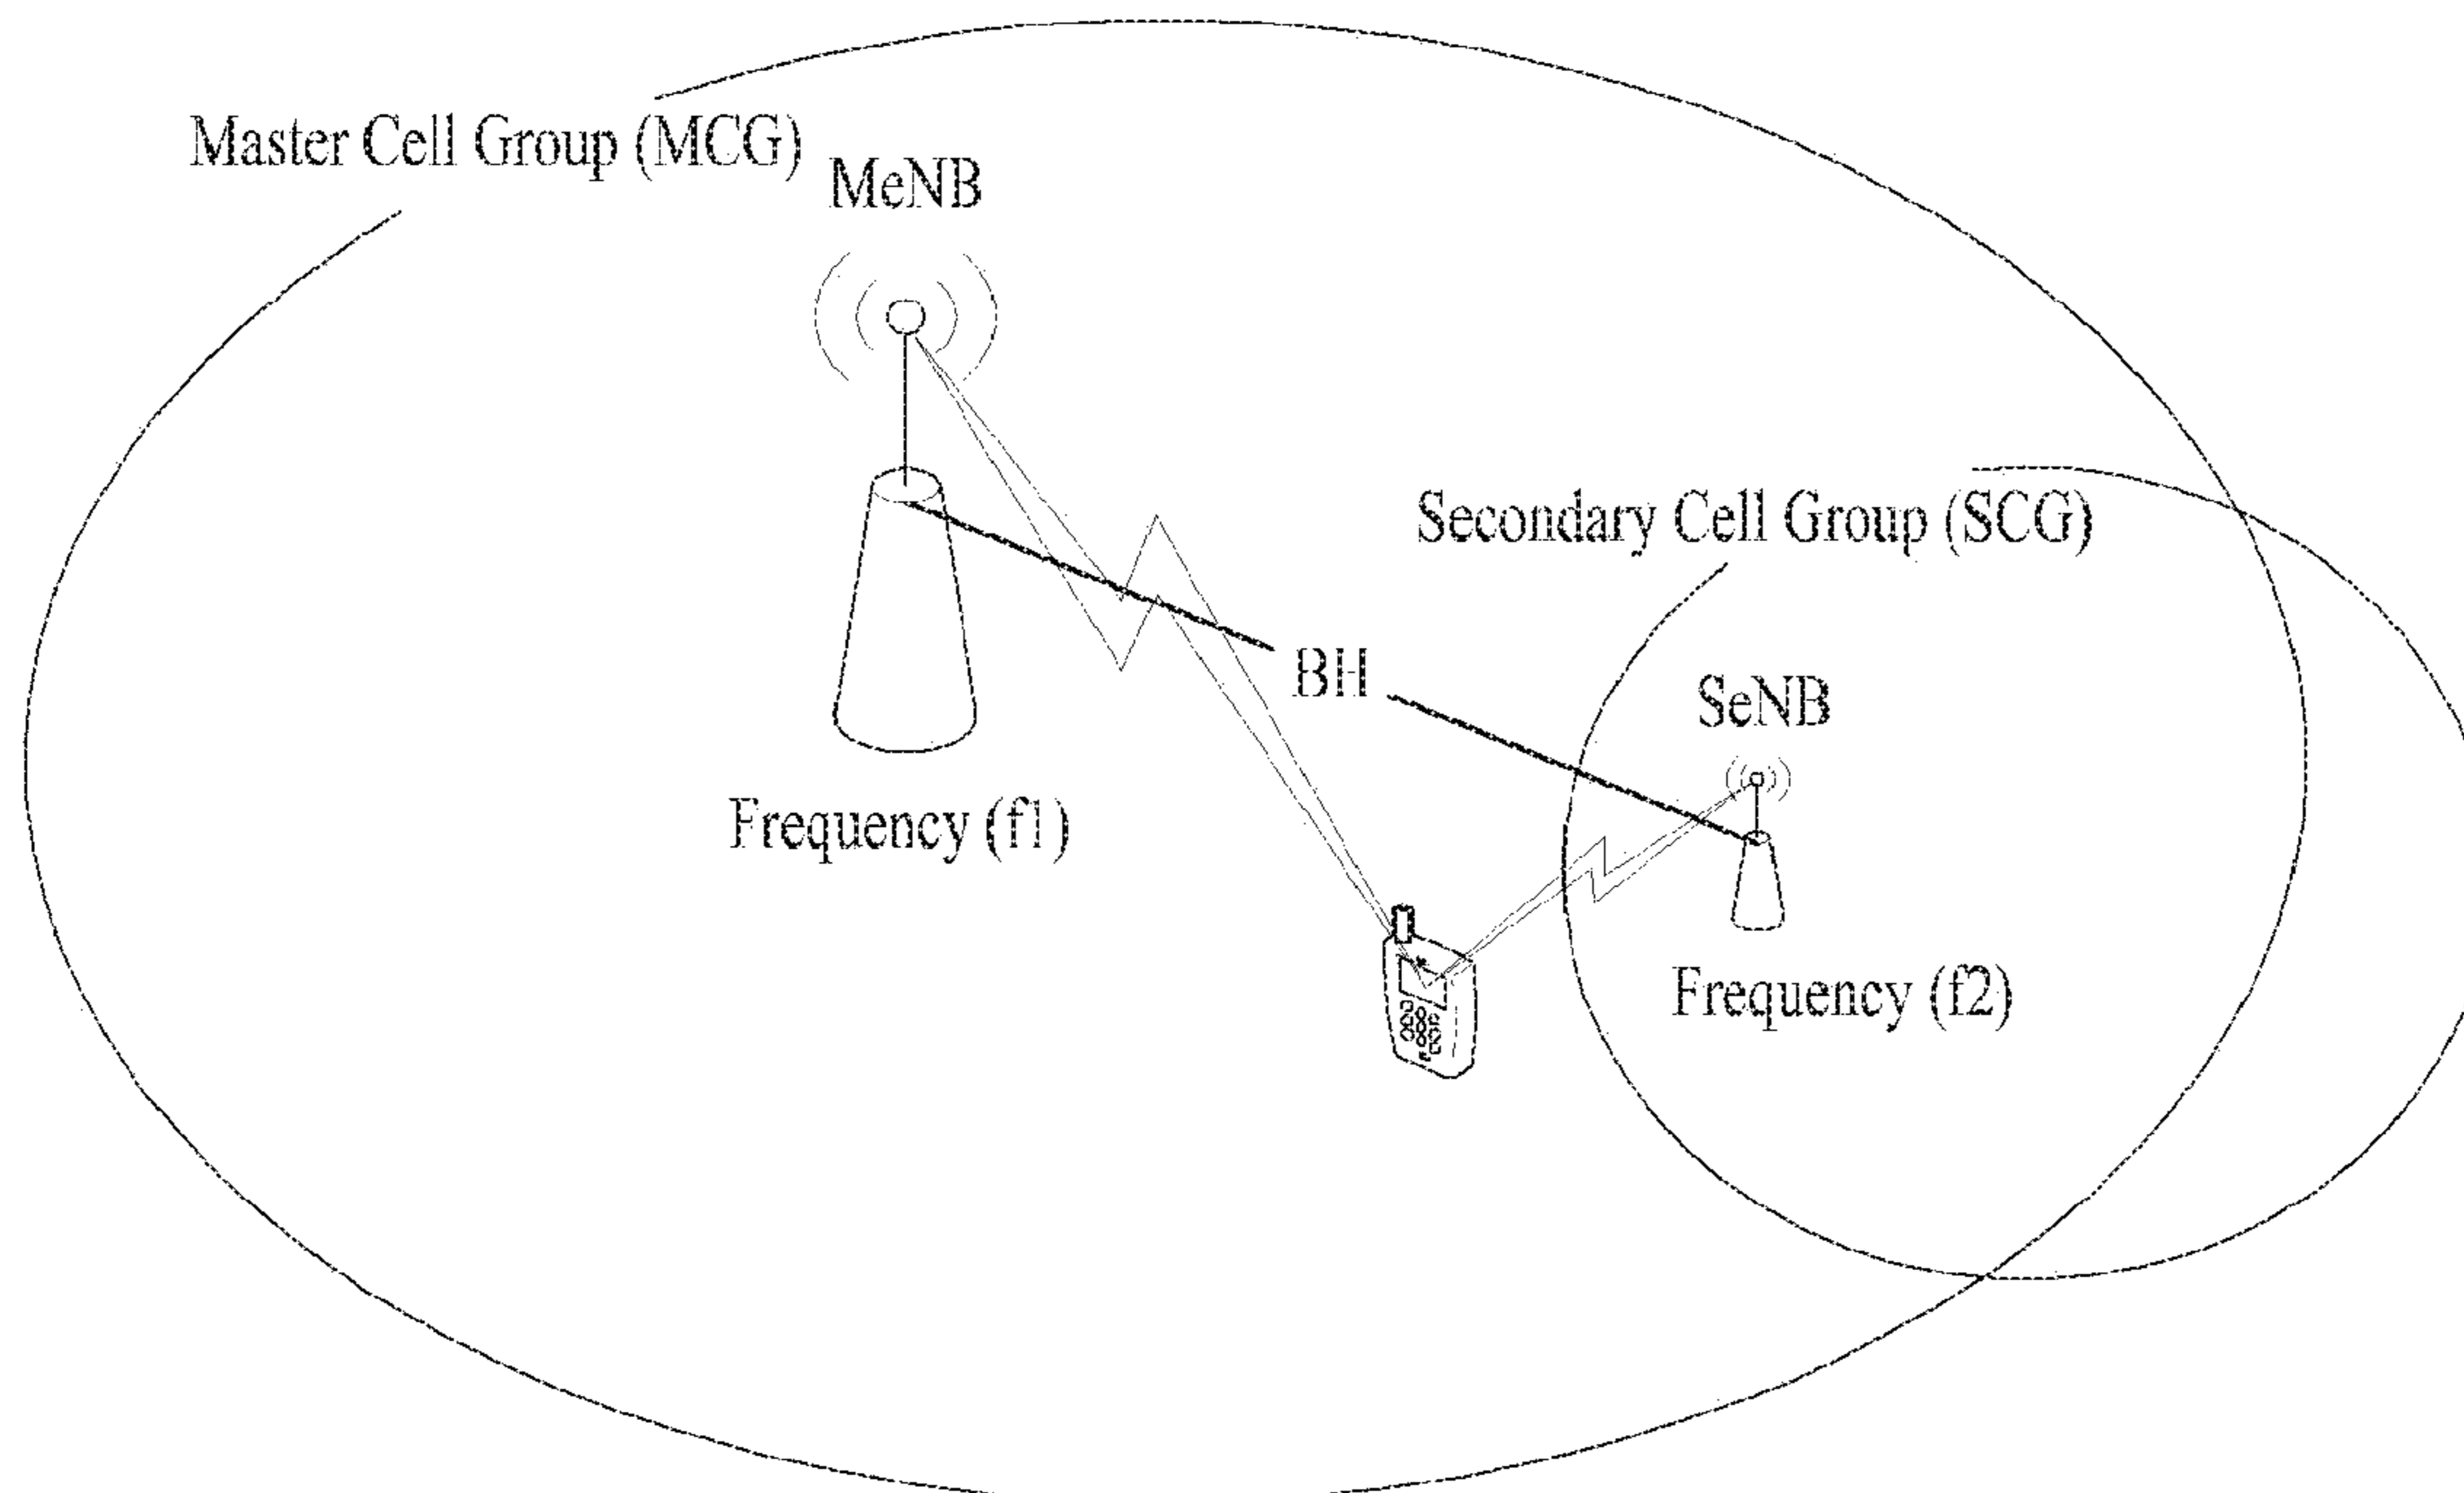 Master Cell Group (MCG)
MeNB
Secondary Cell Group (SCG)
BH
SeNB
Frequency (f1)
Frequency (f2)